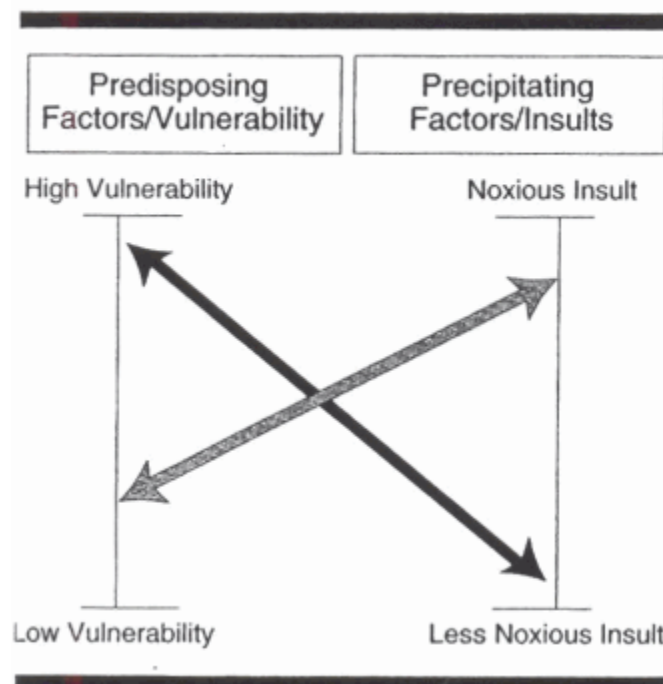 Predisposing
Factors/Vulnerability
Precipitating
Factors/Insults
High Vulnerability
Noxious Insult
Low Vulnerability
Less Noxious Insult